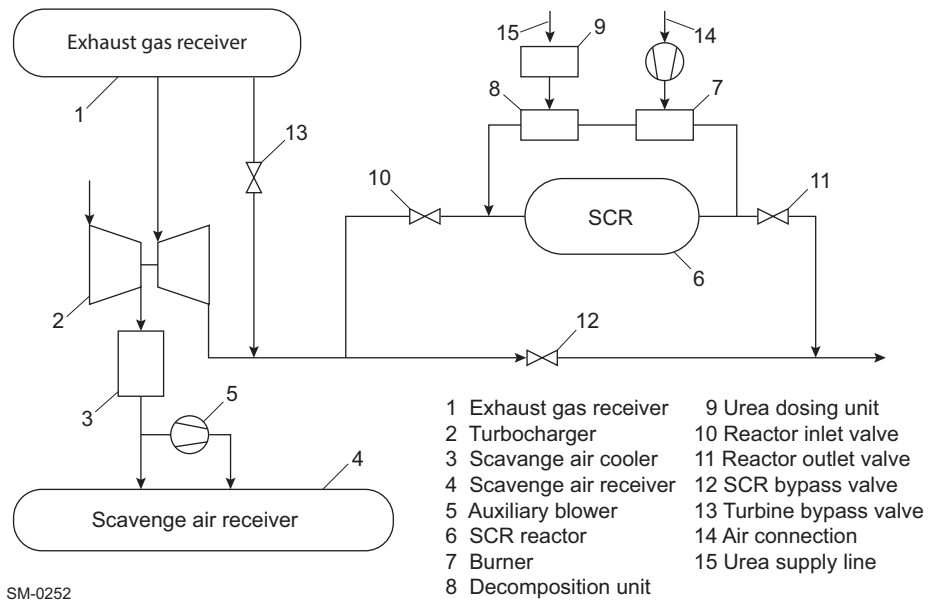 Exhaust gas receiver
1
15
9
14
8
7
13
10
11
SCR
6
2
12
3
5
4
Scavenge air receiver
1 Exhaust gas receiver
2 Turbocharger
3 Scavange air cooler
4 Scavenge air receiver
5 Auxiliary blower
6 SCR reactor
7 Burner
8 Decomposition unit
9 Urea dosing unit
10 Reactor inlet valve
11 Reactor outlet valve
12 SCR bypass valve
13 Turbine bypass valve
14 Air connection
15 Urea supply line
SM-0252